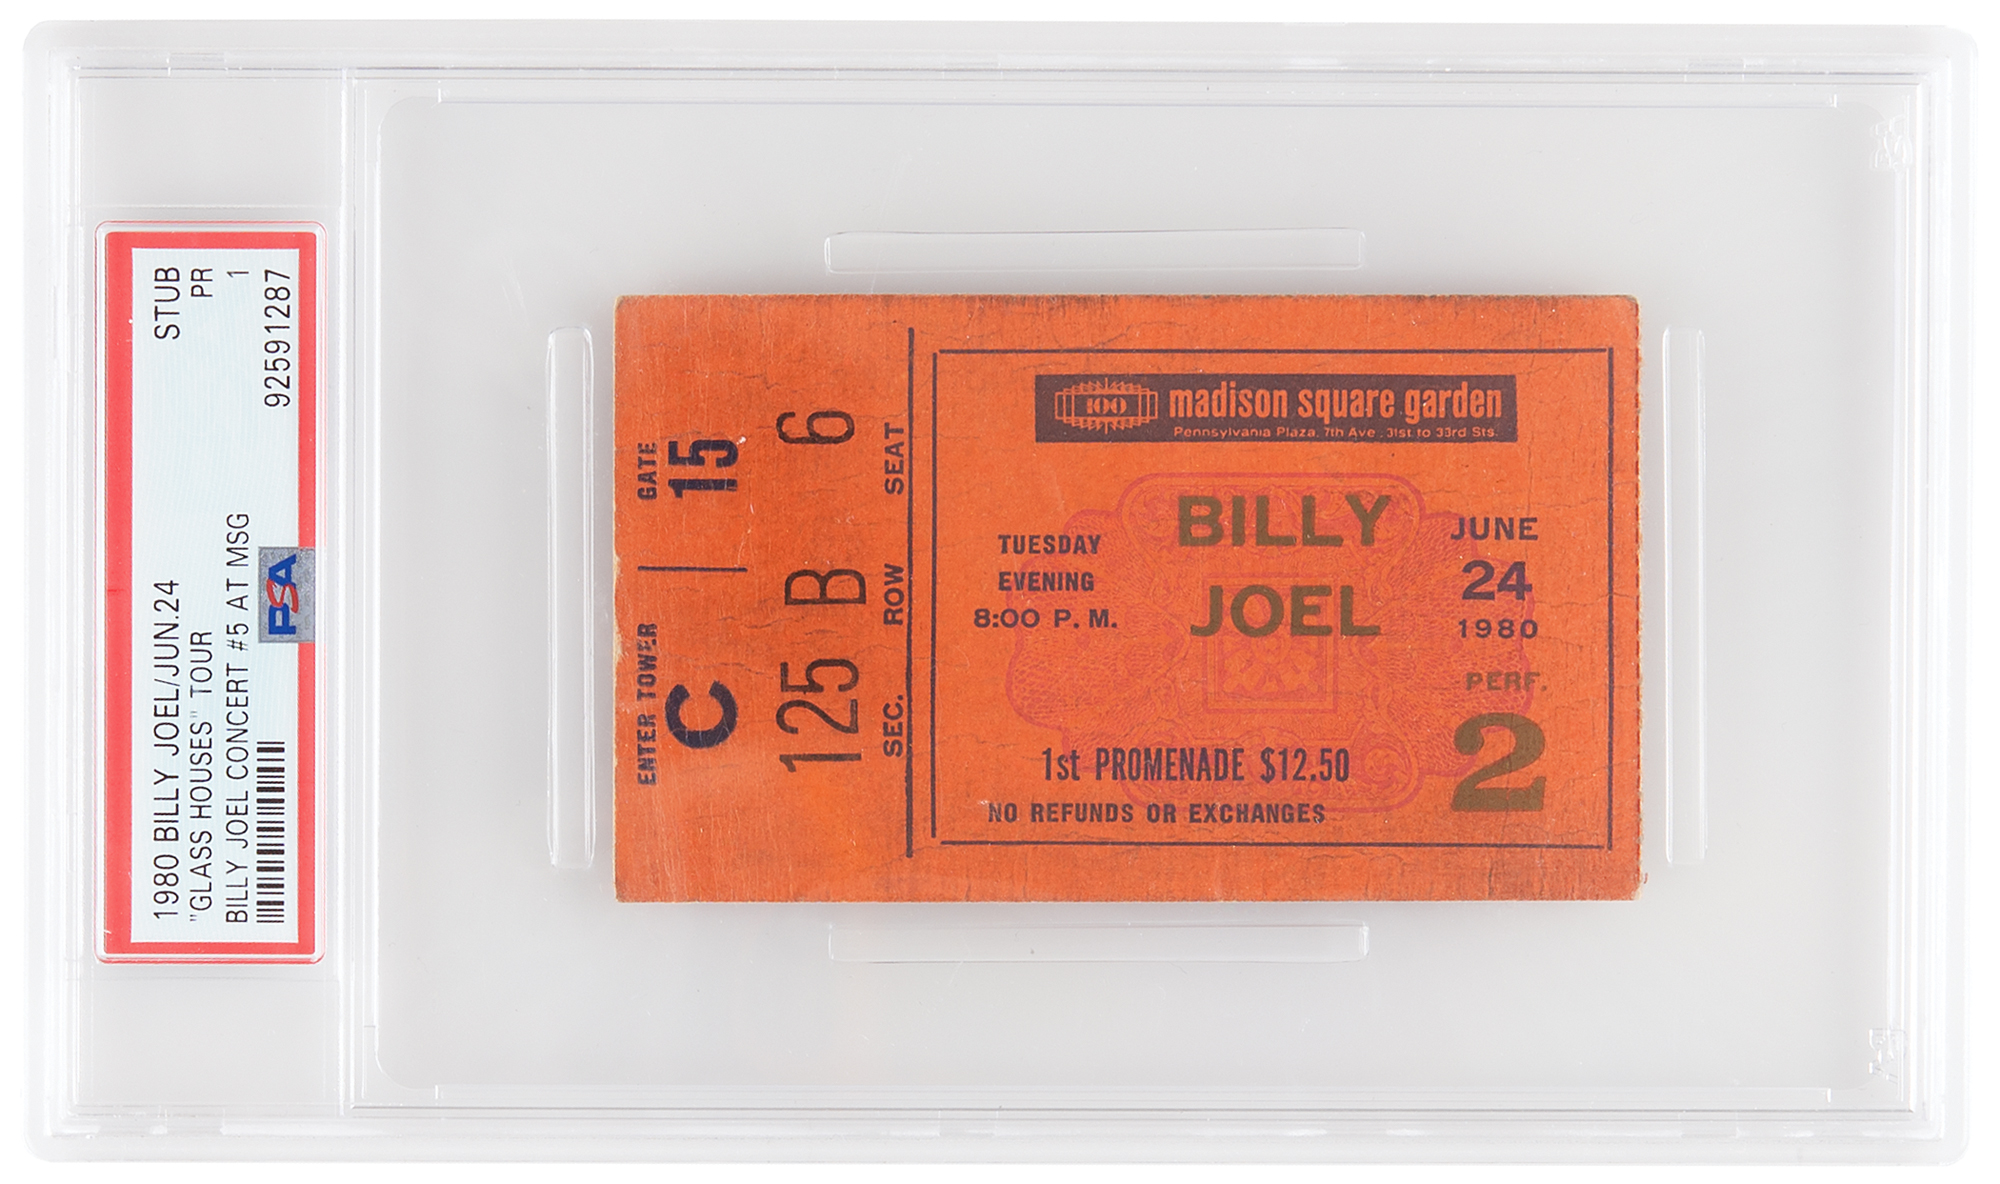 1980 BILLY JOEL/JUN.24 STUB
"GLASS HOUSES" TOUR PR
BILLY JOEL CONCERT #5 AT MSG 1
PSA 92591287
ENTER TOWER GATE
C 15
125 B 6
SEC. ROW SEAT
100 madison square garden
Pennsylvania Plaza, 7th Ave., 31st to 33rd Sts.
TUESDAY
EVENING
8:00 P. M.
BILLY
JOEL
JUNE
24
1980
PERF.
2
1st PROMENADE $12.50
NO REFUNDS OR EXCHANGES